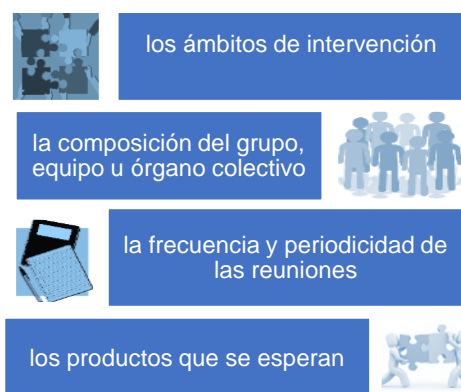 los ámbitos de intervención
la composición del grupo,
equipo u órgano colectivo
la frecuencia y periodicidad de
las reuniones
los productos que se esperan